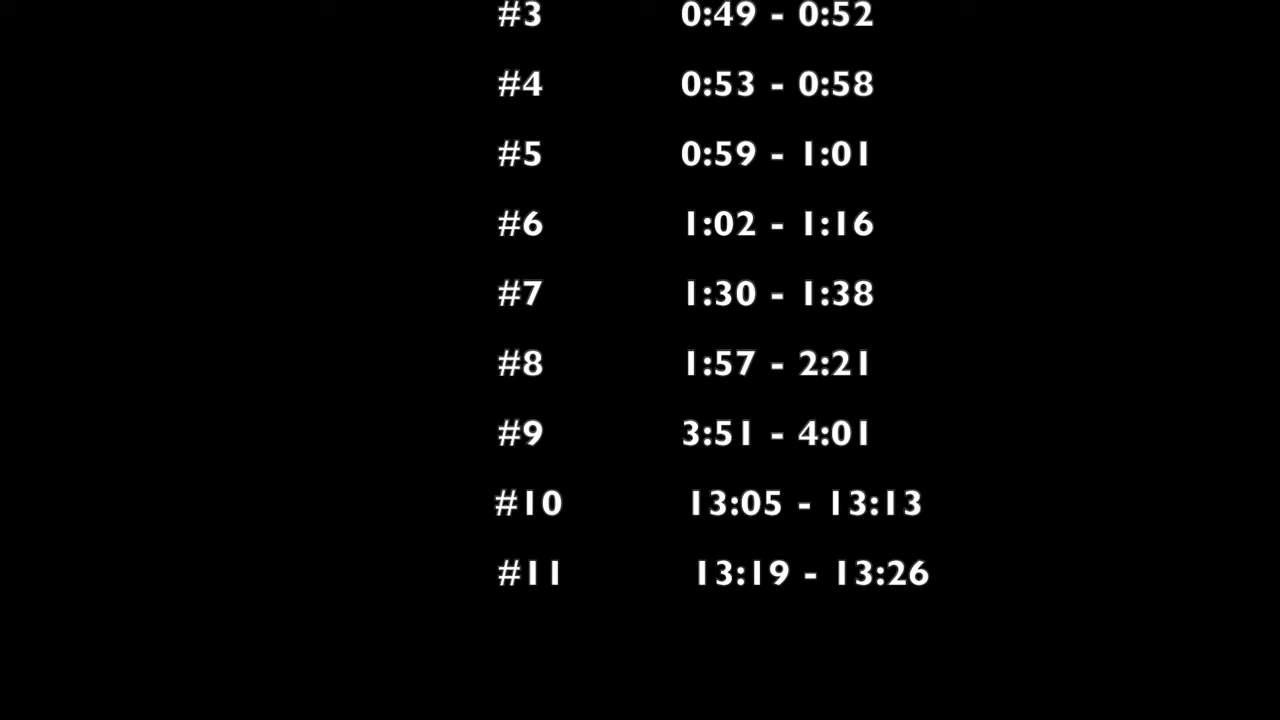 #3 0:49 - 0:52
#4 0:53 - 0:58
#5 0:59 - 1:01
#6 1:02 - 1:16
#7 1:30 - 1:38
#8 1:57 - 2:21
#9 3:51 - 4:01
#10 13:05 - 13:13
#11 13:19 - 13:26